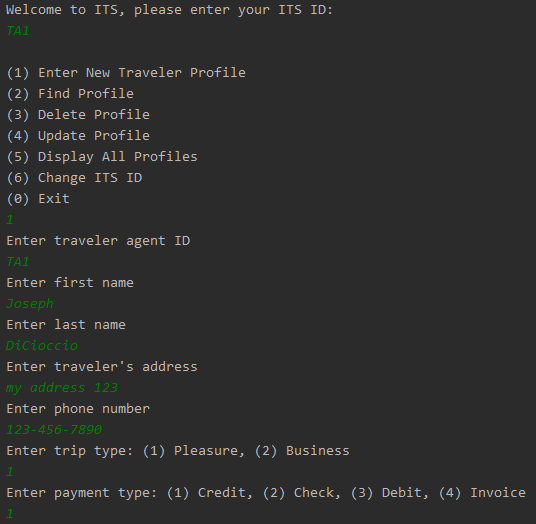 Welcome to ITS, please enter your ITS ID:
TA1
(1) Enter New Traveler Profile
(2) Find Profile
(3) Delete Profile
(4) Update Profile
(5) Display All Profiles
(6) Change ITS ID
(0) Exit
1
Enter traveler agent ID
TA1
Enter first name
Joseph
Enter last name
DiCioccio
Enter traveler's address
my address 123
Enter phone number
123-456-7890
Enter trip type: (1) Pleasure, (2) Business
1
Enter payment type: (1) Credit, (2) Check, (3) Debit, (4) Invoice
1